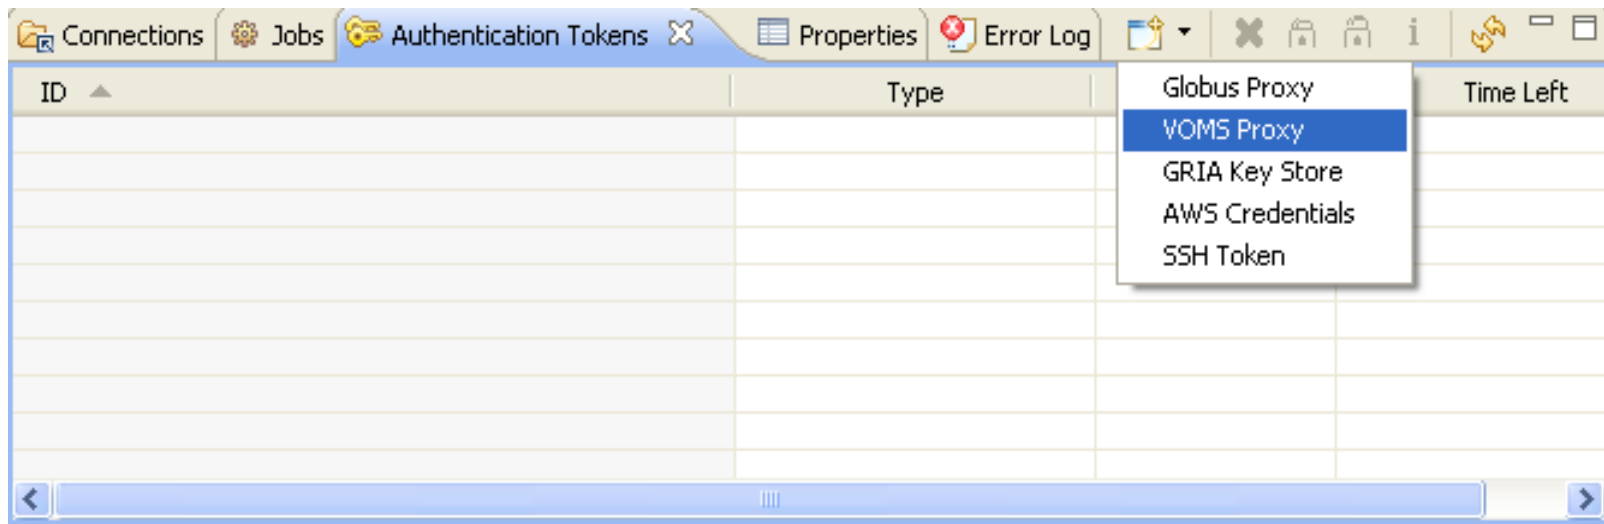 Connections Jobs Authentication Tokens Properties Error Log
ID Type Time Left
Globus Proxy
VOMS Proxy
GRIA Key Store
AWS Credentials
SSH Token